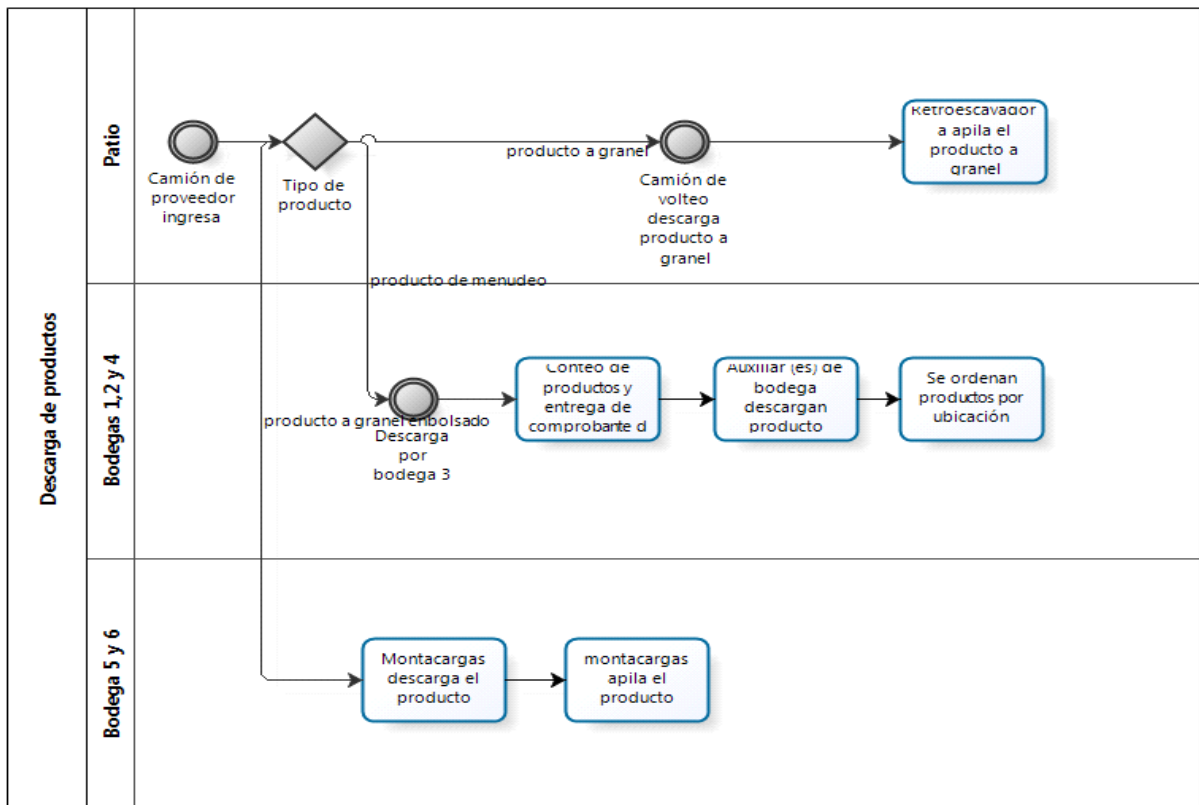 Descarga de productos
Patio
Camión de
proveedor
ingresa
Tipo de
producto
producto a granel
Camión de
volteo
descarga
producto a
granel
Retroescavador
a apila el
producto a
granel
producto de menudeo
Bodegas 1,2 y 4
producto a granel enbolsado
Descarga
por
bodega 3
Conteo de
productos y
entrega de
comprobante d
Auxiliar (es) de
bodega
descargan
producto
Se ordenan
productos por
ubicación
Bodega 5 y 6
Montacargas
descarga el
producto
montacargas
apila el
producto